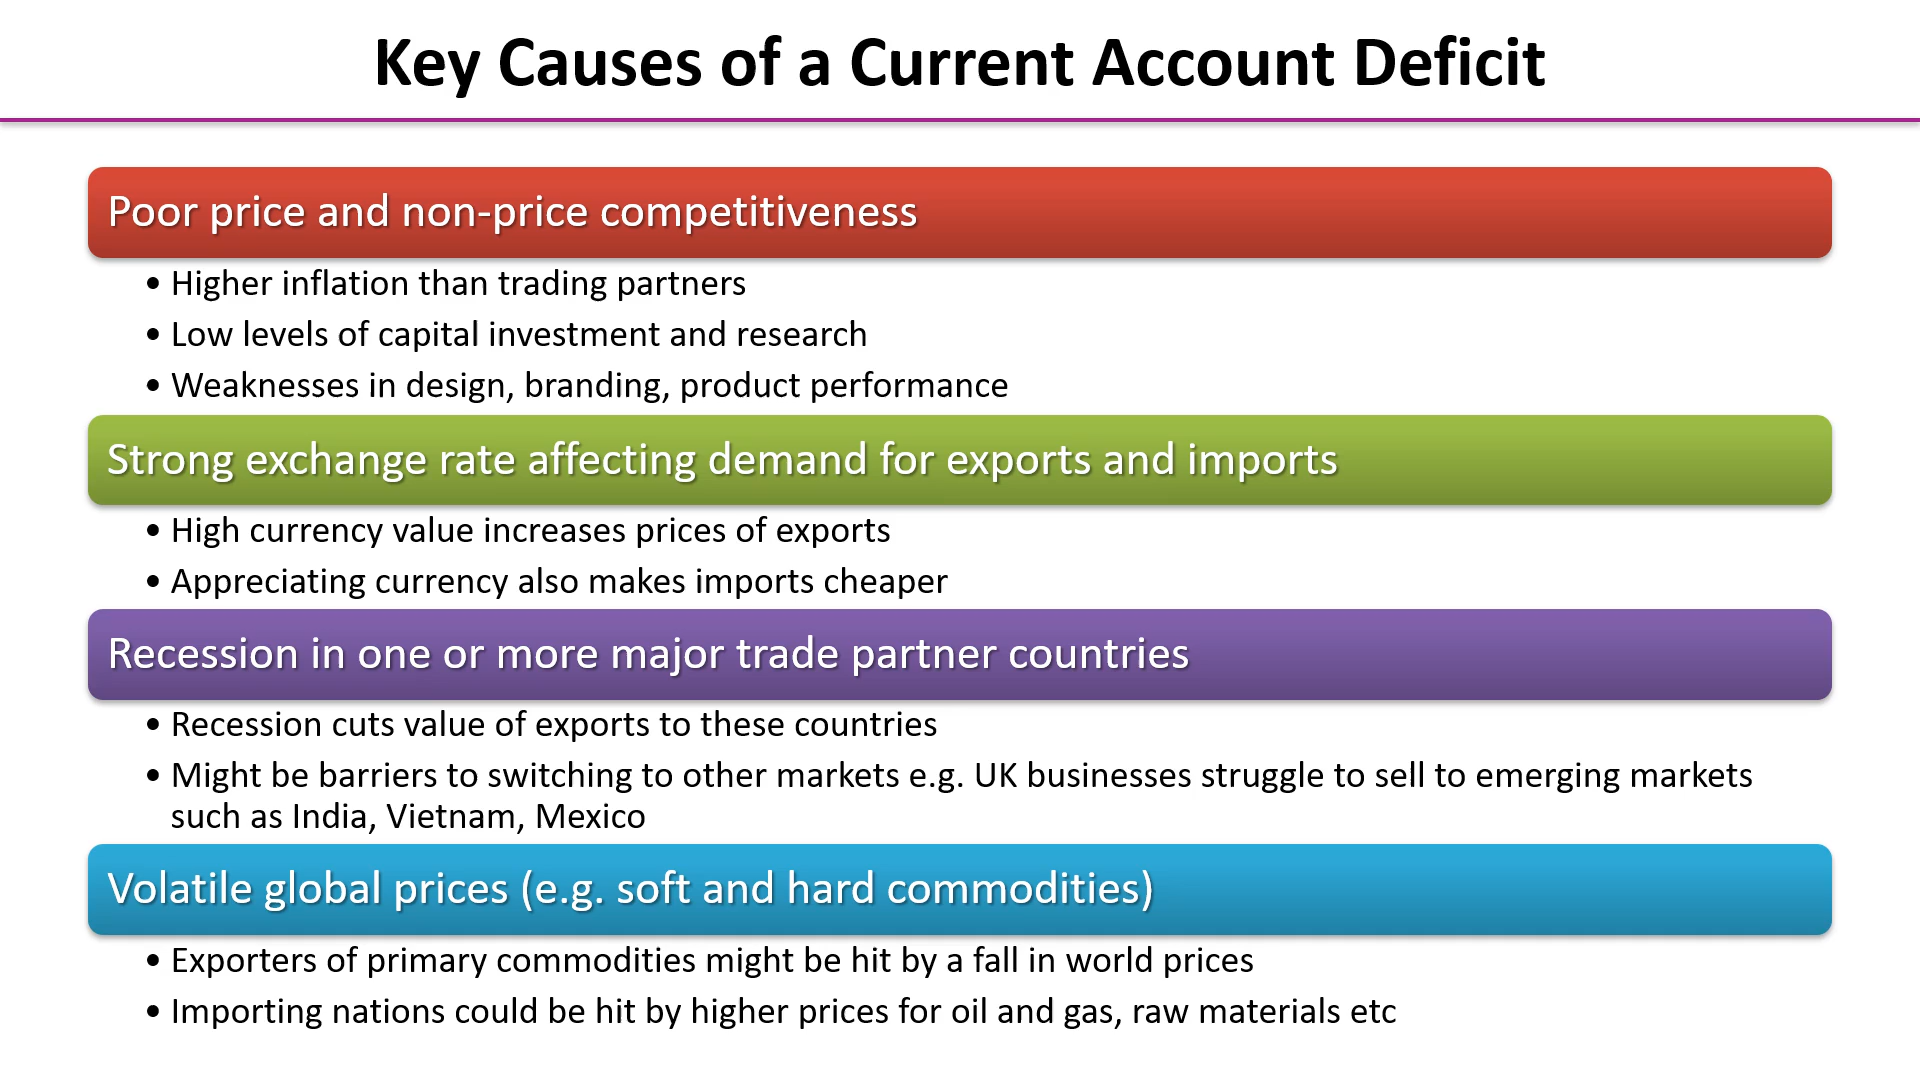 Key Causes of a Current Account Deficit
Poor price and non-price competitiveness
• Higher inflation than trading partners
• Low levels of capital investment and research
• Weaknesses in design, branding, product performance
Strong exchange rate affecting demand for exports and imports
• High currency value increases prices of exports
• Appreciating currency also makes imports cheaper
Recession in one or more major trade partner countries
• Recession cuts value of exports to these countries
• Might be barriers to switching to other markets e.g. UK businesses struggle to sell to emerging markets
such as India, Vietnam, Mexico
Volatile global prices (e.g. soft and hard commodities)
• Exporters of primary commodities might be hit by a fall in world prices
• Importing nations could be hit by higher prices for oil and gas, raw materials etc